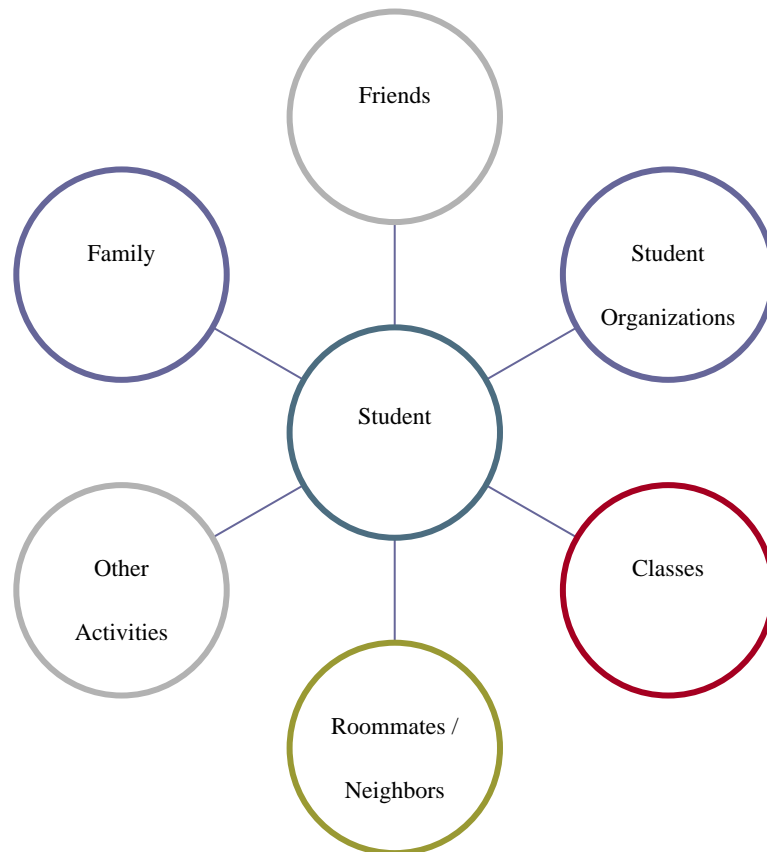 Friends
Family
Student
Organizations
Student
Other
Activities
Classes
Roommates /
Neighbors